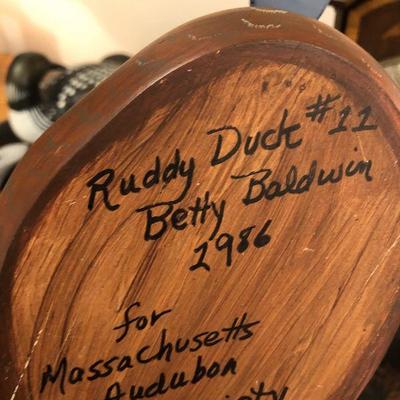 Ruddy Duck #11
Betty Baldwin
1986
for
Massachusetts
Audubon